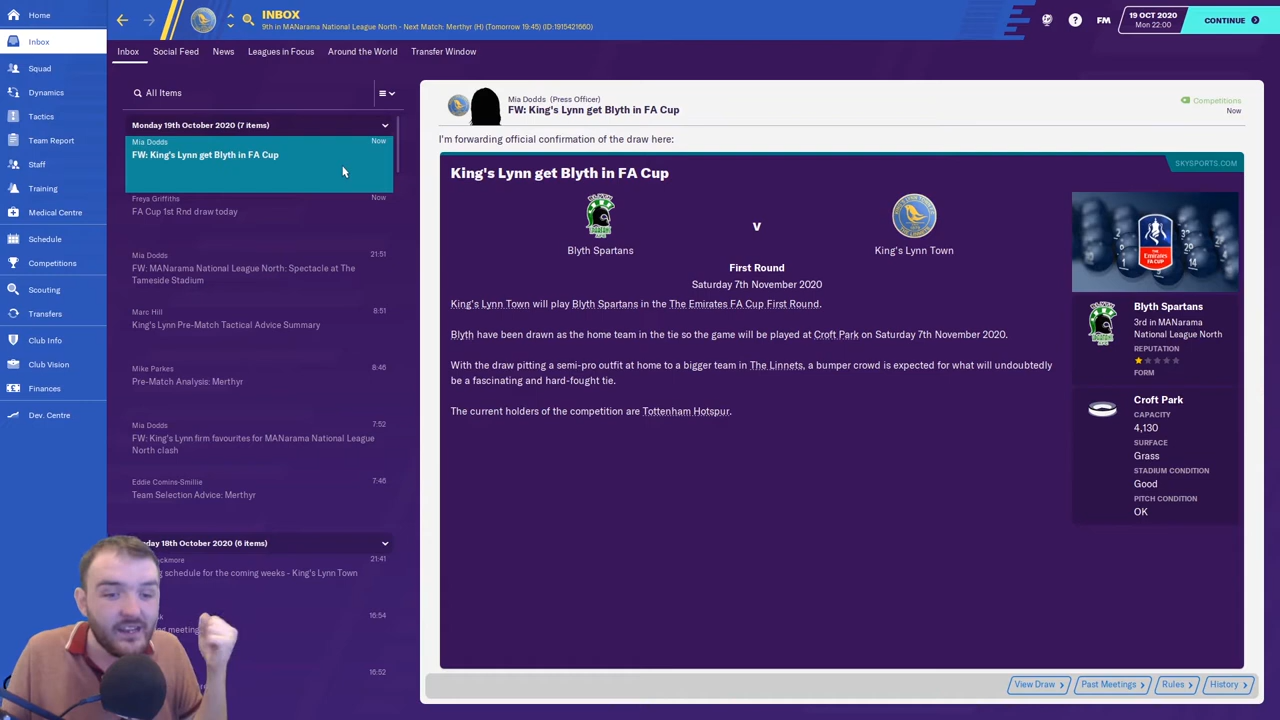 Home
Inbox
Squad
Dynamics
Tactics
Team Report
Staff
Training
Medical Centre
Schedule
Competitions
Scouting
Transfers
Club Info
Club Vision
Finances
Dev. Centre
INBOX
9th in MANarama National League North - Next Match: Merthyr (H) (Tomorrow 19:45) (ID:1915421660)
?
FM
19 OCT 2020
Mon 22:00
CONTINUE
Inbox Social Feed News Leagues in Focus Around the World Transfer Window
All Items
Monday 19th October 2020 (7 items)
Mia Dodds Now
FW: King's Lynn get Blyth in FA Cup
Freya Griffiths Now
FA Cup 1st Rnd draw today
Mia Dodds 21:51
FW: MANarama National League North: Spectacle at The
Tameside Stadium
Marc Hill 8:51
King's Lynn Pre-Match Tactical Advice Summary
Mike Parkes 8:46
Pre-Match Analysis: Merthyr
Mia Dodds 7:52
FW: King's Lynn firm favourites for MANarama National League
North clash
Eddie Comins-Smillie 7:46
Team Selection Advice: Merthyr
18th October 2020 (6 items)
21:41
schedule for the coming weeks - King's Lynn Town
16:54
meeting
16:52
Mia Dodds (Press Officer)
FW: King's Lynn get Blyth in FA Cup
Competitions
Now
I'm forwarding official confirmation of the draw here:
SKYSPORTS.COM
King's Lynn get Blyth in FA Cup
Blyth Spartans v King's Lynn Town
First Round
Saturday 7th November 2020
King's Lynn Town will play Blyth Spartans in the The Emirates FA Cup First Round.
Blyth have been drawn as the home team in the tie so the game will be played at Croft Park on Saturday 7th November 2020.
With the draw pitting a semi-pro outfit at home to a bigger team in The Linnets, a bumper crowd is expected for what will undoubtedly
be a fascinating and hard-fought tie.
The current holders of the competition are Tottenham Hotspur.
The Emirates
FA CUP
Blyth Spartans
3rd in MANarama
National League North
REPUTATION
FORM
Croft Park
CAPACITY
4,130
SURFACE
Grass
STADIUM CONDITION
Good
PITCH CONDITION
OK
View Draw
Past Meetings
Rules
History